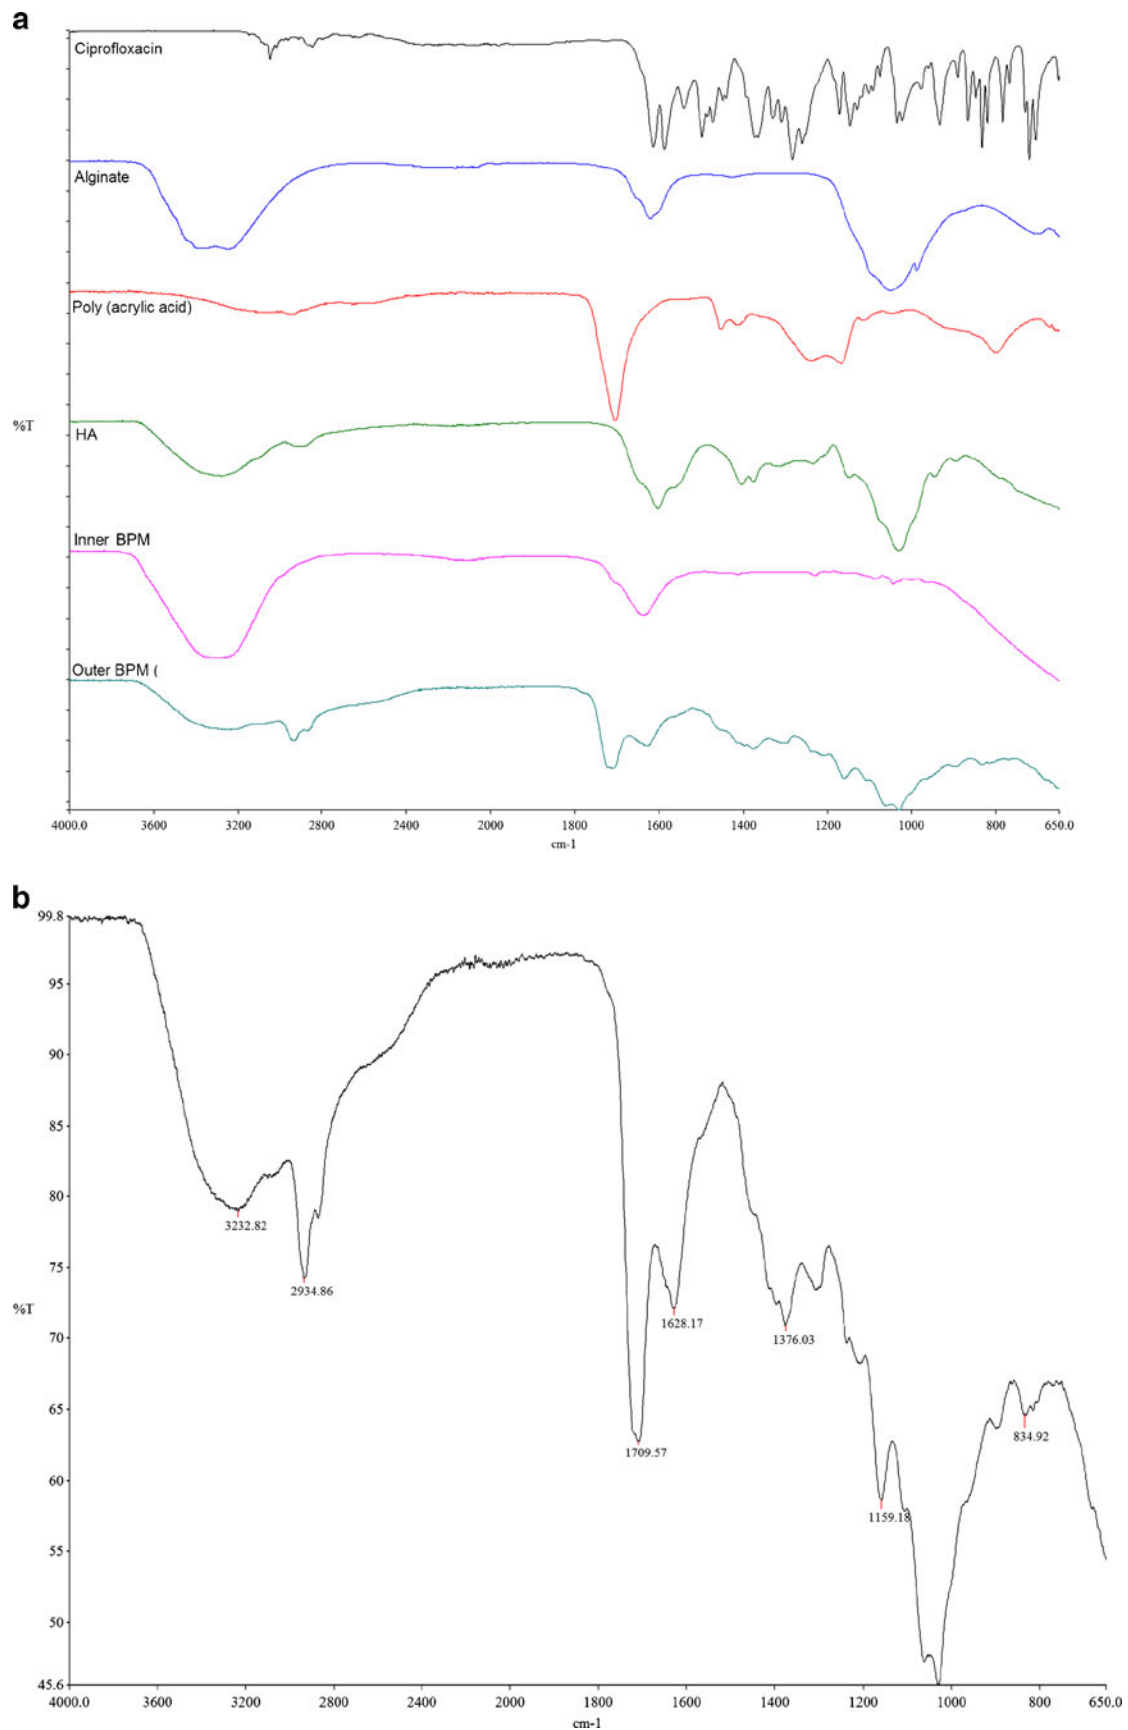 a
Ciprofloxacin
Alginate
Poly (acrylic acid)
%T
HA
Inner BPM
Outer BPM (
4000.0 3600 3200 2800 2400 2000 1600 1400 1200 1000 800 650.0
cm-1
b
99.8
95
90
85
80
3232.82
75
2934.86
%T
1628.17
70
1376.03
65
834.92
1709.57
60
1159.18
55
50
45.6
4000.0 3600 3200 2800 2400 2000 1800 1600 1400 1200 1000 800 650.0
cm-1